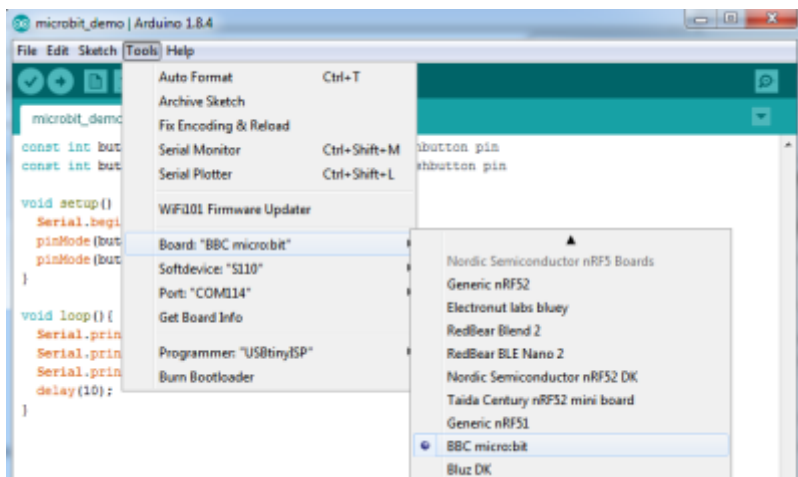 microbit_demo | Arduino 1.8.4
File Edit Sketch Tools Help
microbit_demo
const int but
const int but
void setup()
Serial.begi
pinMode(but
pinMode(but
}
void loop(){
Serial.prin
Serial.prin
Serial.prin
delay(10);
}
hbutton pin
shbutton pin
Auto Format Ctrl+T
Archive Sketch
Fix Encoding & Reload
Serial Monitor Ctrl+Shift+M
Serial Plotter Ctrl+Shift+L
WiFi101 Firmware Updater
Board: "BBC micro:bit"
Softdevice: "S110"
Port: "COM114"
Get Board Info
Programmer: "USBtinyISP"
Burn Bootloader
Nordic Semiconductor nRF5 Boards
Generic nRF52
Electronut labs bluey
RedBear Blend 2
RedBear BLE Nano 2
Nordic Semiconductor nRF52 DK
Taida Century nRF52 mini board
Generic nRF51
BBC micro:bit
Bluz DK